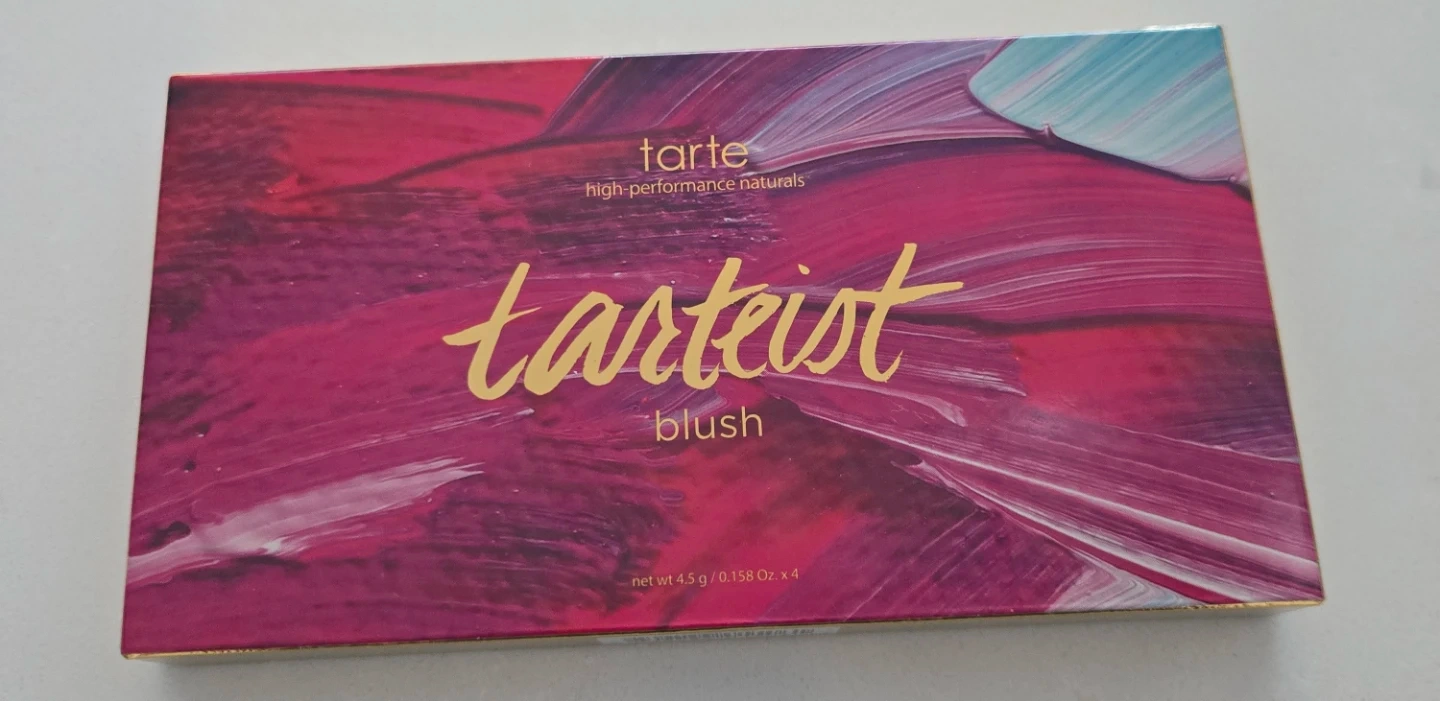 tarte
high-performance naturals
tarteist
blush
net wt 4.5 g / 0.158 Oz. x 4